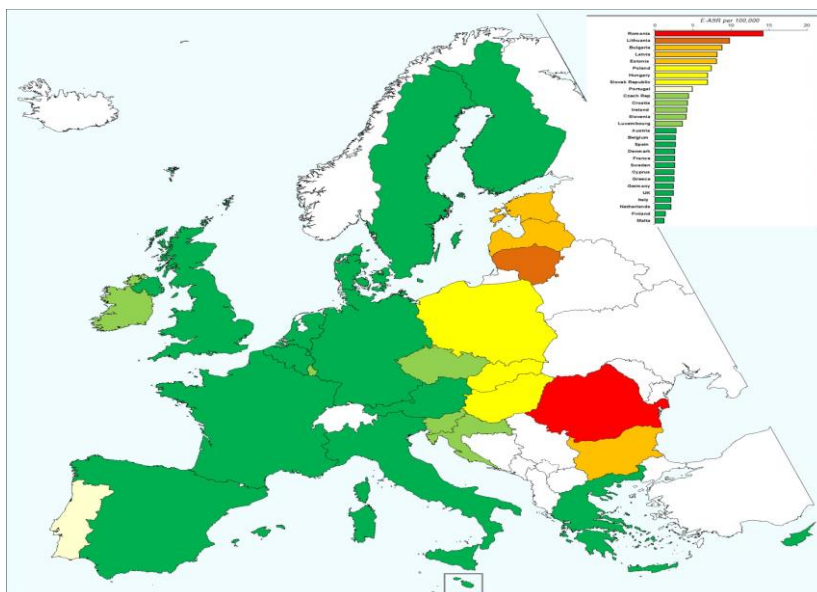 E-ASR per 100,000
0 5 10 15 20
Romania
Lithuania
Bulgaria
Latvia
Estonia
Poland
Hungary
Slovak Republic
Portugal
Czech Rep
Croatia
Ireland
Slovenia
Luxembourg
Austria
Belgium
Spain
Denmark
France
Sweden
Cyprus
Greece
Germany
UK
Italy
Netherlands
Finland
Malta